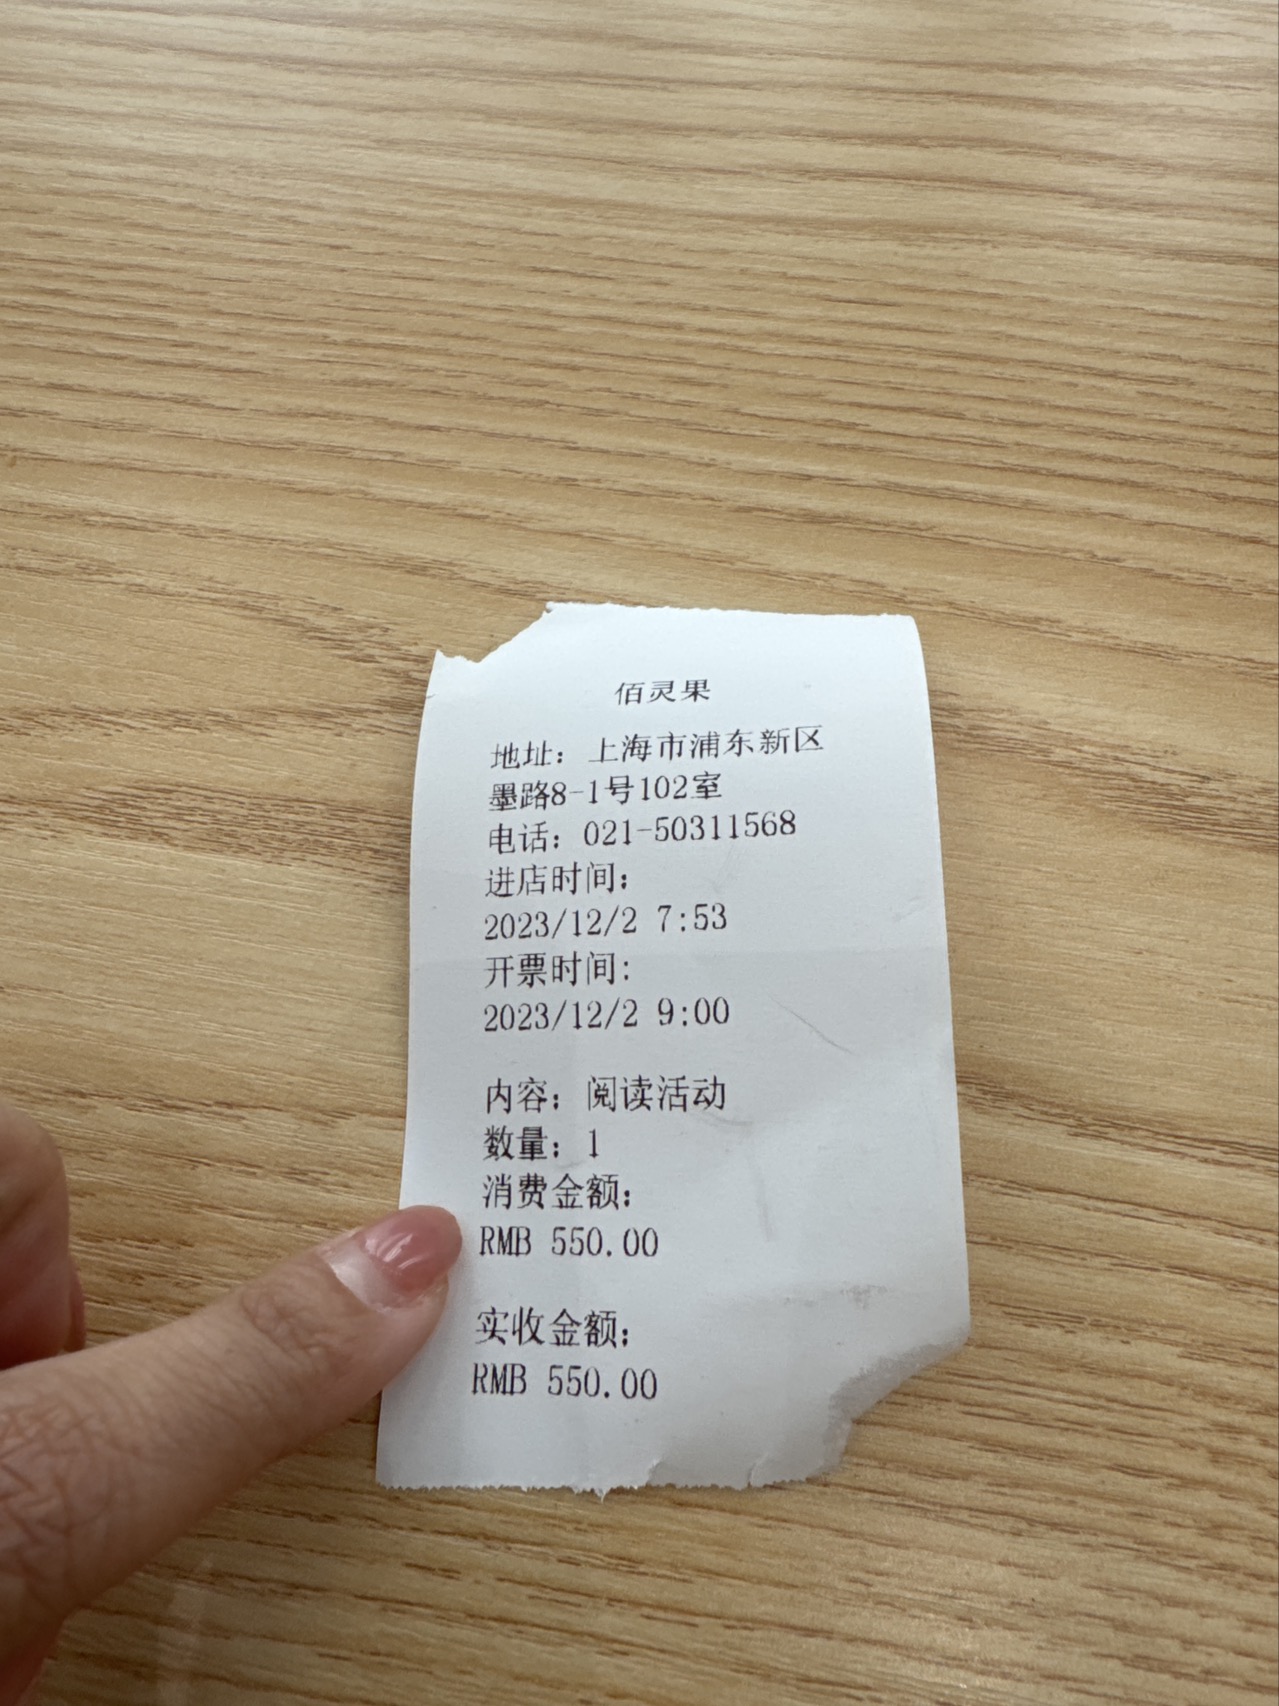 佰灵果
地址：上海市浦东新区
墨路8-1号102室
电话：021-50311568
进店时间：
2023/12/2 7:53
开票时间：
2023/12/2 9:00
内容：阅读活动
数量：1
消费金额：
RMB 550.00
实收金额：
RMB 550.00